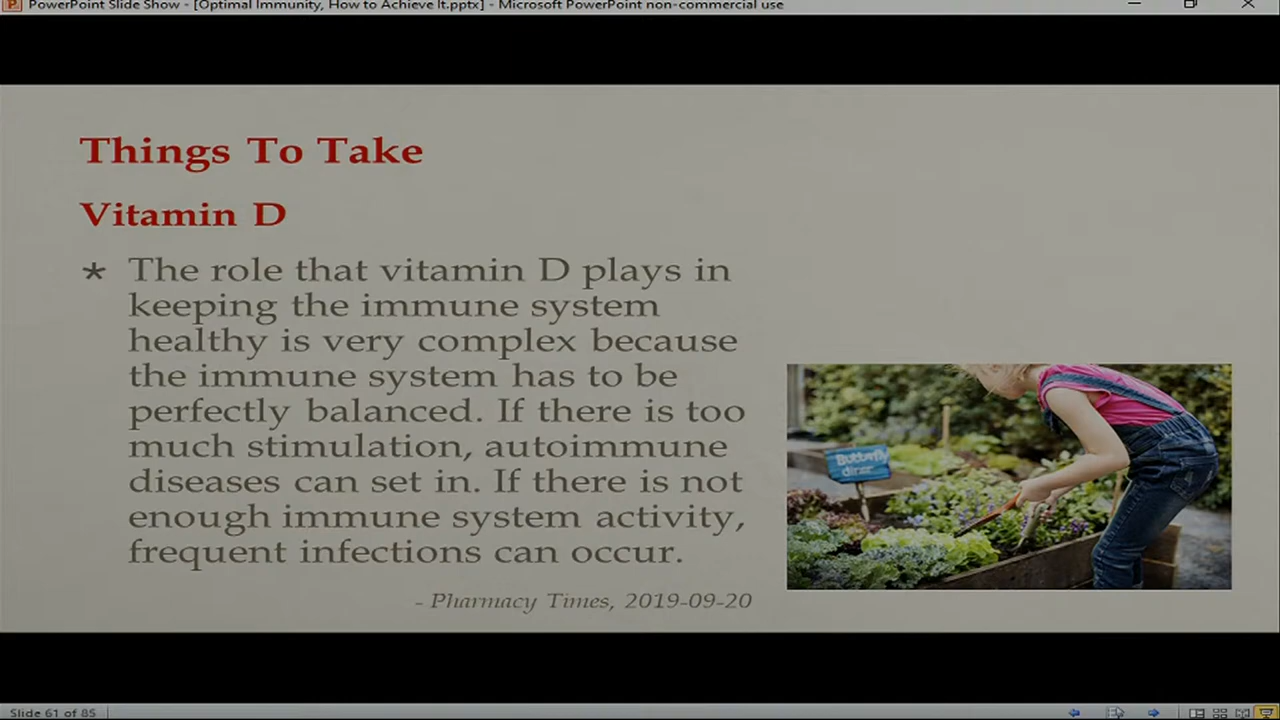 PowerPoint Slide Show - [Optimal Immunity, How to Achieve It.pptx] - Microsoft PowerPoint non-commercial use
Things To Take
Vitamin D
* The role that vitamin D plays in
keeping the immune system
healthy is very complex because
the immune system has to be
perfectly balanced. If there is too
much stimulation, autoimmune
diseases can set in. If there is not
enough immune system activity,
frequent infections can occur.
- Pharmacy Times, 2019-09-20
Butterfly
diner
Slide 61 of 85